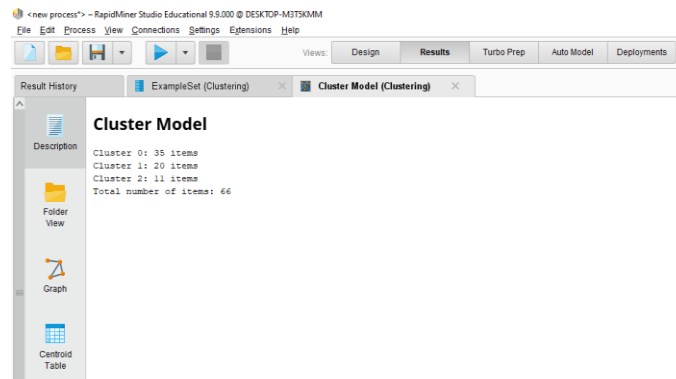 <new process*> – RapidMiner Studio Educational 9.9.000 @ DESKTOP-M3T5KMM
File Edit Process View Connections Settings Extensions Help
Views: Design Results Turbo Prep Auto Model Deployments
Result History ExampleSet (Clustering) Cluster Model (Clustering)
Description
Cluster Model
Cluster 0: 35 items
Cluster 1: 20 items
Cluster 2: 11 items
Total number of items: 66
Folder
View
Graph
Centroid
Table